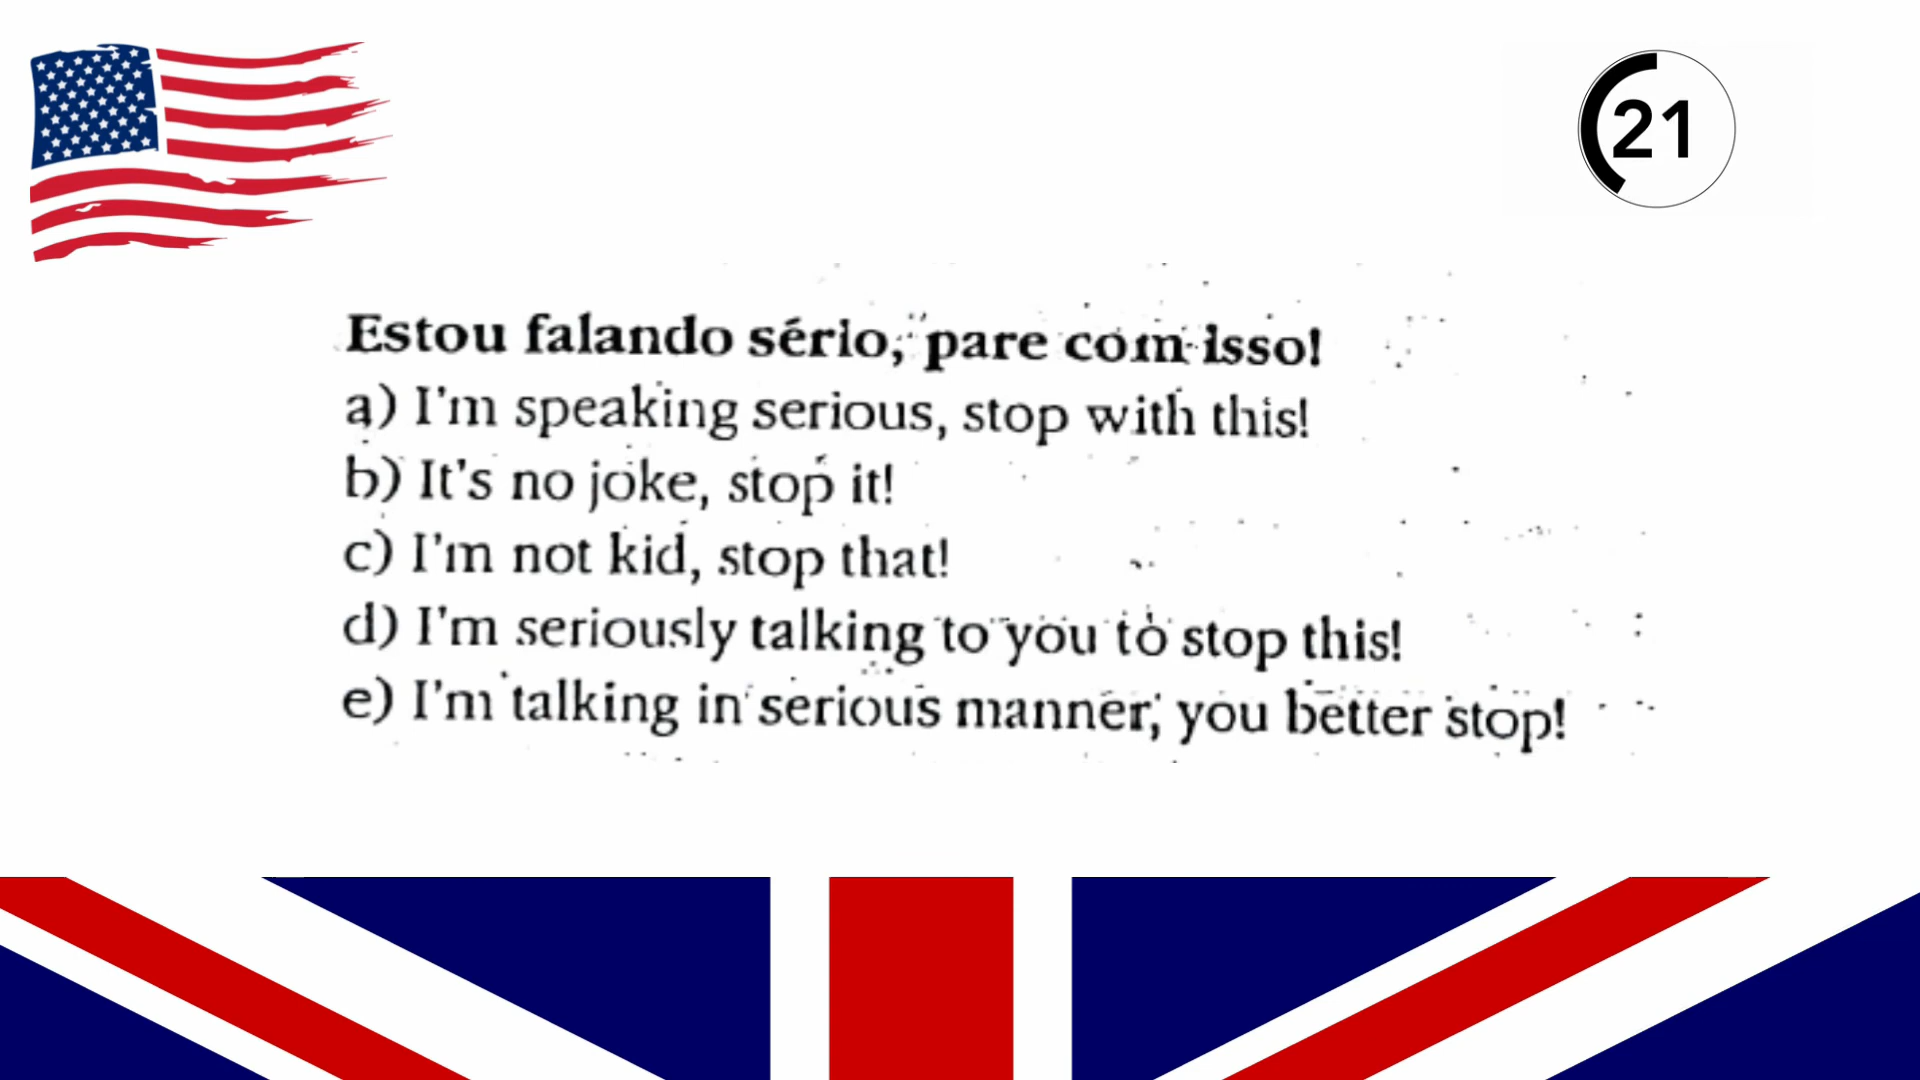 21
Estou falando sério, pare com isso!
a) I'm speaking serious, stop with this!
b) It's no joke, stop it!
c) I'm not kid, stop that!
d) I'm seriously talking to you to stop this!
e) I'm talking in serious manner, you better stop!